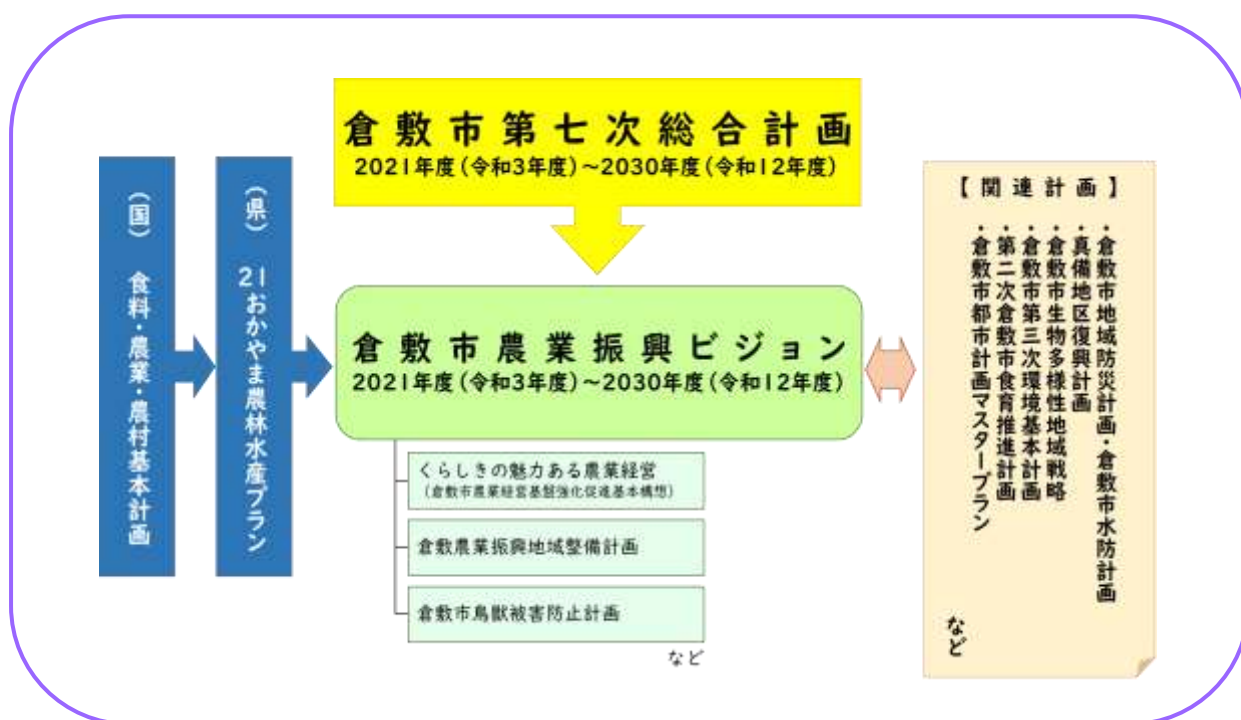 倉敷市第七次総合計画
2021年度(令和3年度)~2030年度(令和12年度)
(国) 食料・農業・農村基本計画
(県) 21おかやま農林水産プラン
倉敷市農業振興ビジョン
2021年度(令和3年度)~2030年度(令和12年度)
くらしきの魅力ある農業経営
(倉敷市農業経営基盤強化促進基本構想)
倉敷農業振興地域整備計画
倉敷市鳥獣被害防止計画
など
【関連計画】
・倉敷市地域防災計画・倉敷市水防計画
・真備地区復興計画
・倉敷市生物多様性地域戦略
・倉敷市第三次環境基本計画
・第二次倉敷市食育推進計画
・倉敷市都市計画マスタープラン
など